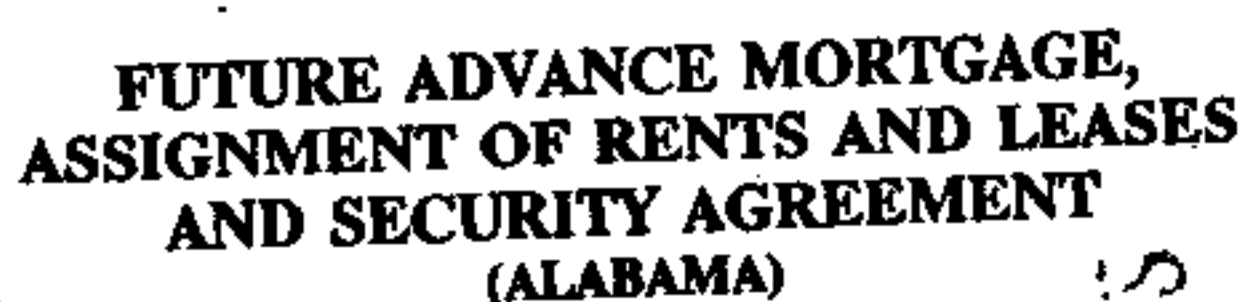 FUTURE ADVANCE MORTGAGE,
ASSIGNMENT OF RENTS AND LEASES
AND SECURITY AGREEMENT
(ALABAMA)